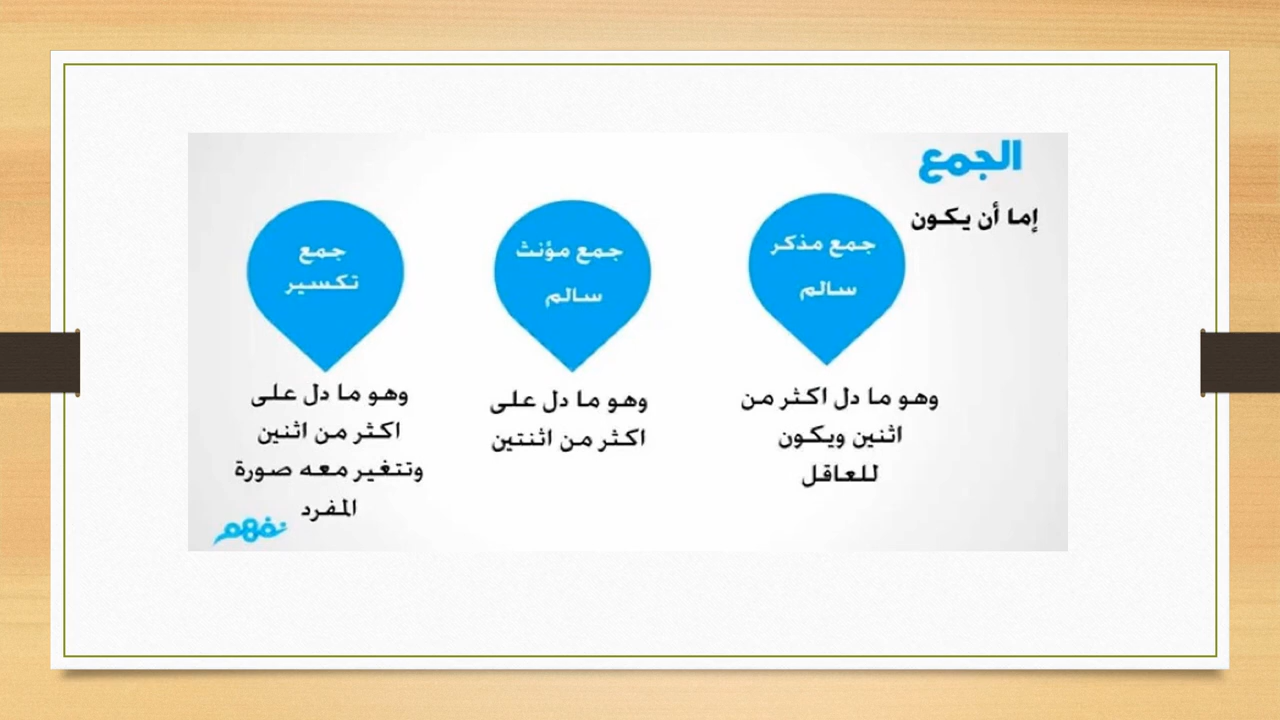 الجمع
إما أن يكون
جمع مذكر
سالم
وهو ما دل اكثر من
اثنين ويكون
للعاقل
جمع مؤنث
سالم
وهو ما دل على
اكثر من اثنتين
جمع
تكسير
وهو ما دل على
اكثر من اثنين
وتتغير معه صورة
المفرد
نفهم